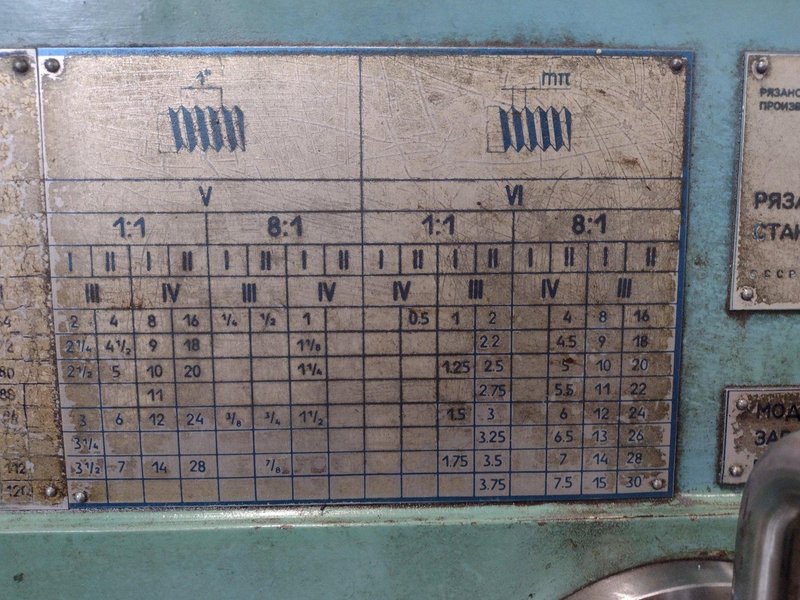 1" mπ
РЯЗАНО
ПРОИЗВ
V VI
1:1 8:1 1:1 8:1
РЯЗА
СТАН
I II I II I II I II I II I II I II I II
СССР
III IV III IV IV III IV III
2 4 8 16 1/4 1/2 1 0.5 1 2 4 8 16
2 1/4 4 1/2 9 18 1 1/8 2.2 4.5 9 18
2 1/2 5 10 20 1 1/4 1.25 2.5 5 10 20
11 2.75 5.5 11 22
3 6 12 24 3/8 3/4 1 1/2 1.5 3 6 12 24
МОД
3 1/4 3.25 6.5 13 26
ЗАВ
112 3 1/2 7 14 28 7/8 1.75 3.5 7 14 28
120 3.75 7.5 15 30